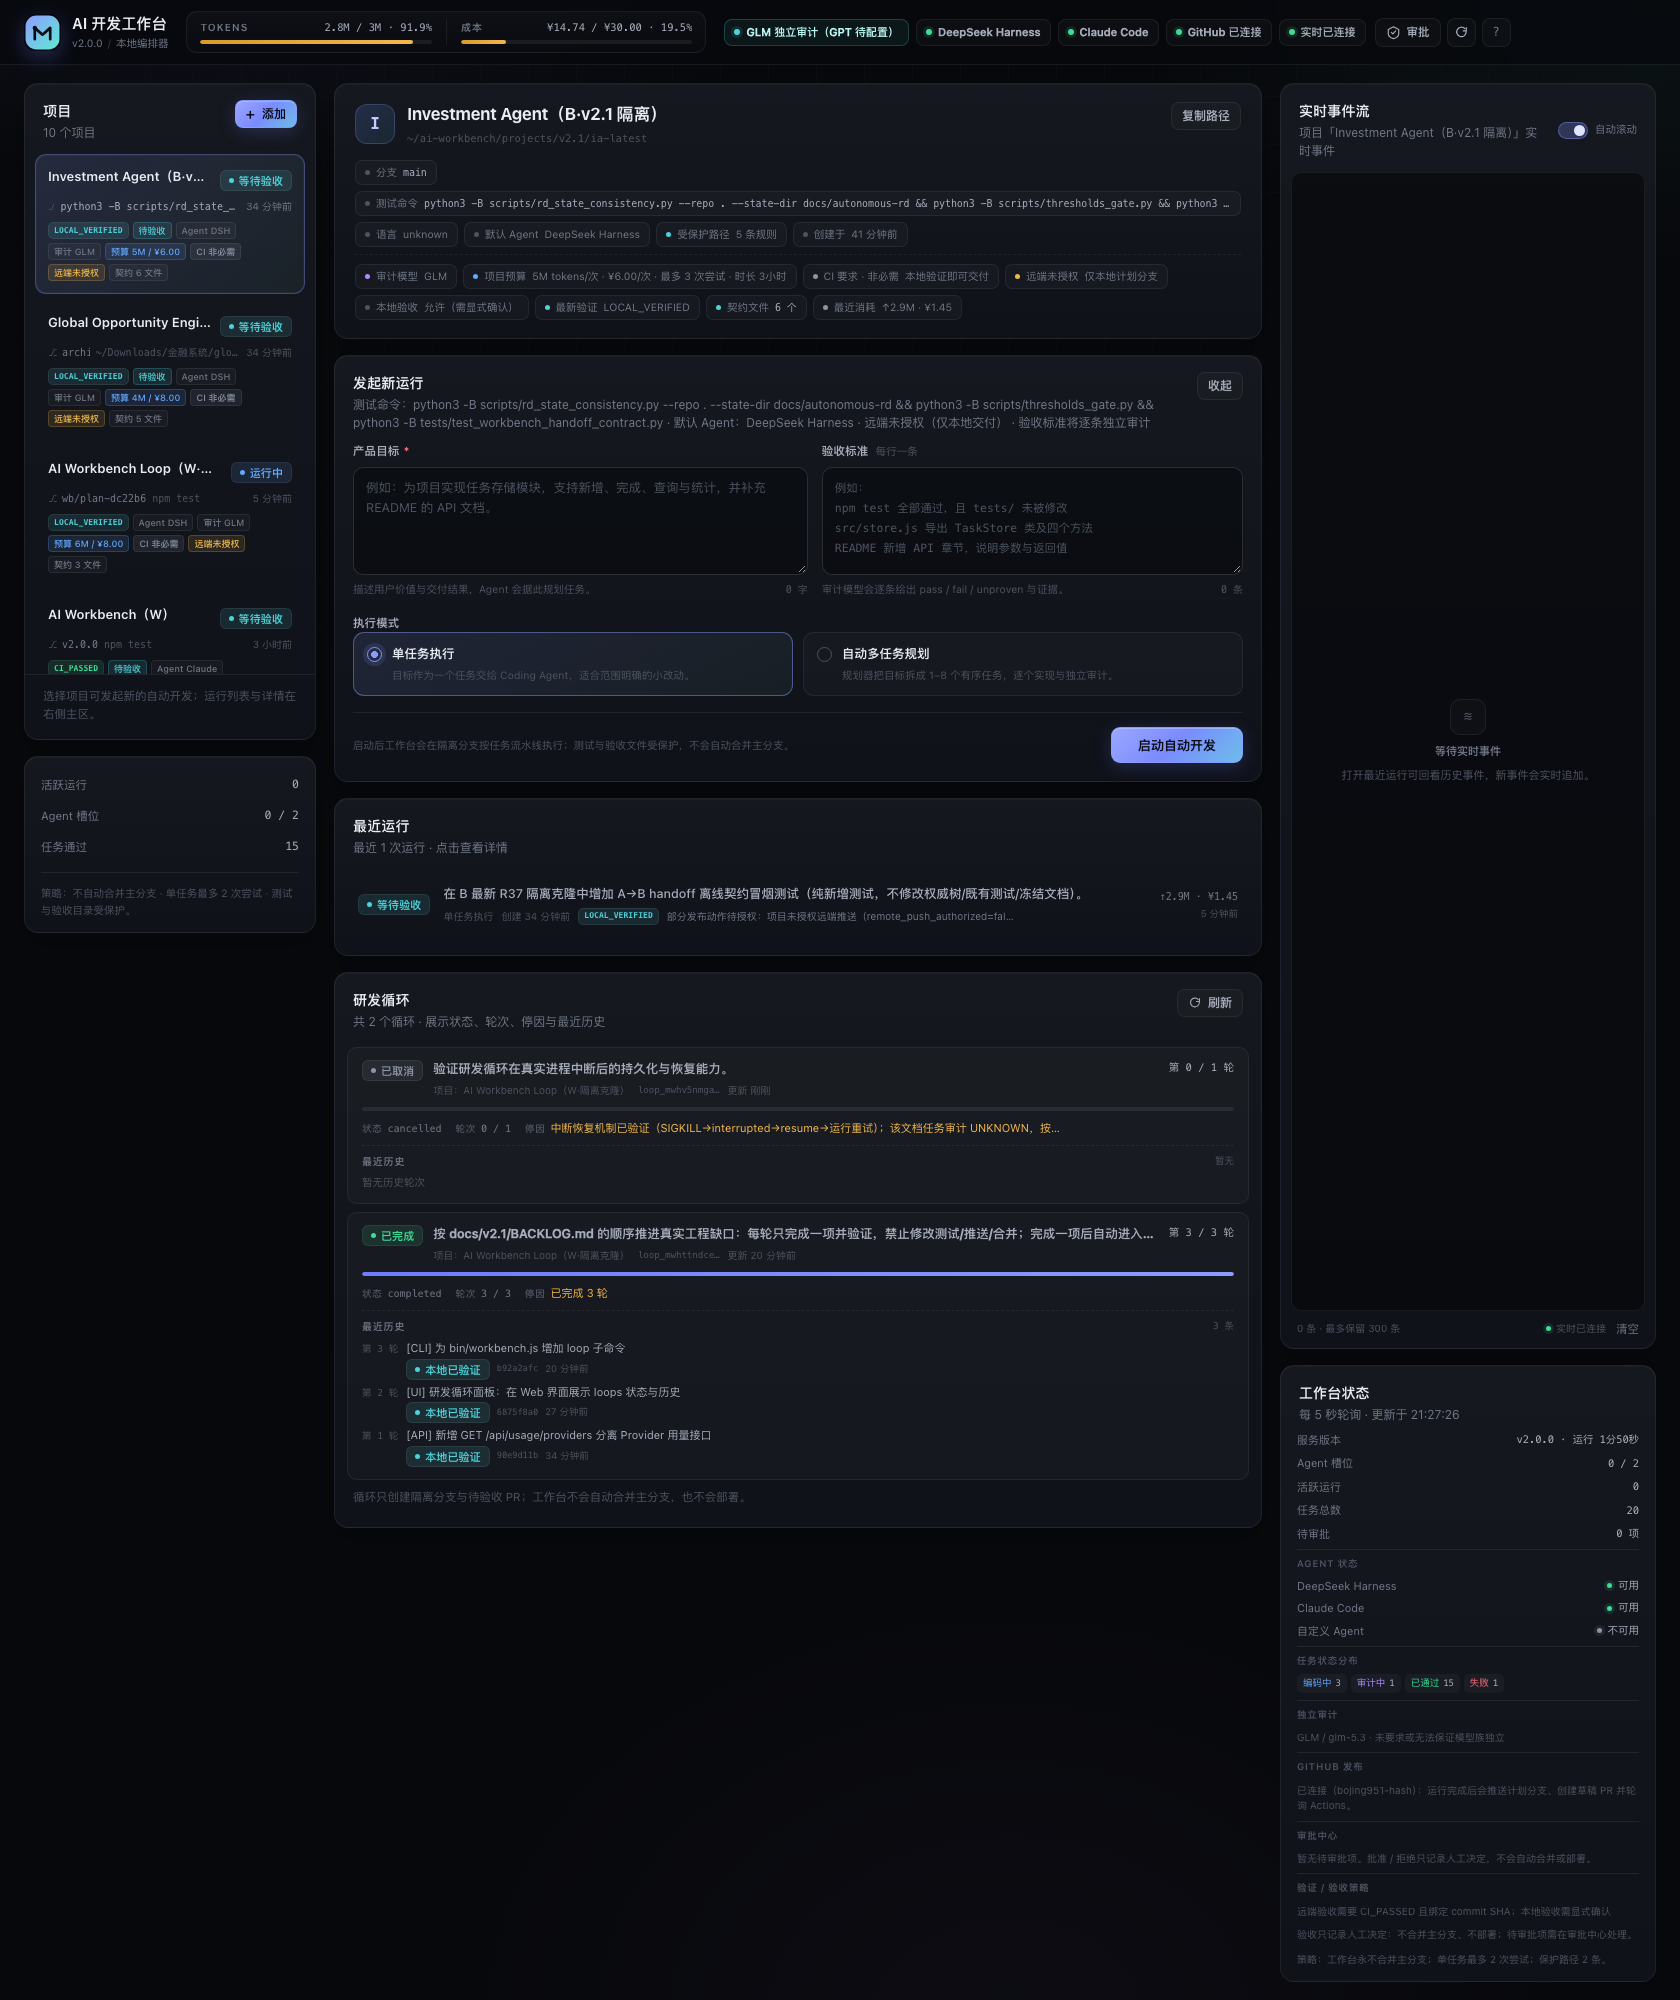 AI 开发工作台
v2.0.0 / 本地编排器
TOKENS 2.8M / 3M · 91.9%
成本 ¥14.74 / ¥30.00 · 19.5%
GLM 独立审计（GPT 待配置）
DeepSeek Harness
Claude Code
GitHub 已连接
实时已连接
审批
?
项目
10 个项目
+ 添加
Investment Agent（B·v...
等待验收
python3 -B scripts/rd_state_…
34 分钟前
LOCAL_VERIFIED 待验收 Agent DSH
审计 GLM 预算 5M / ¥6.00 CI 非必需
远端未授权 契约 6 文件
Global Opportunity Engi...
等待验收
archi ~/Downloads/金融系统/glo…
34 分钟前
LOCAL_VERIFIED 待验收 Agent DSH
审计 GLM 预算 4M / ¥8.00 CI 非必需
远端未授权 契约 5 文件
AI Workbench Loop（W·...
运行中
wb/plan-dc22b6 npm test
5 分钟前
LOCAL_VERIFIED Agent DSH 审计 GLM
预算 6M / ¥8.00 CI 非必需 远端未授权
契约 3 文件
AI Workbench（W）
等待验收
v2.0.0 npm test
3 小时前
CI_PASSED 待验收 Agent Claude
选择项目可发起新的自动开发；运行列表与详情在
右侧主区。
活跃运行 0
Agent 槽位 0 / 2
任务通过 15
策略：不自动合并主分支 · 单任务最多 2 次尝试 · 测试
与验收目录受保护。
I
Investment Agent（B·v2.1 隔离）
~/ai-workbench/projects/v2.1/ia-latest
复制路径
分支 main
测试命令 python3 -B scripts/rd_state_consistency.py --repo . --state-dir docs/autonomous-rd && python3 -B scripts/thresholds_gate.py && python3 …
语言 unknown
默认 Agent DeepSeek Harness
受保护路径 5 条规则
创建于 41 分钟前
审计模型 GLM
项目预算 5M tokens/次 · ¥6.00/次 · 最多 3 次尝试 · 时长 3小时
CI 要求 · 非必需 本地验证即可交付
远端未授权 仅本地计划分支
本地验收 允许（需显式确认）
最新验证 LOCAL_VERIFIED
契约文件 6 个
最近消耗 ↑2.9M · ¥1.45
发起新运行
收起
测试命令：python3 -B scripts/rd_state_consistency.py --repo . --state-dir docs/autonomous-rd && python3 -B scripts/thresholds_gate.py &&
python3 -B tests/test_workbench_handoff_contract.py · 默认 Agent：DeepSeek Harness · 远端未授权（仅本地交付） · 验收标准将逐条独立审计
产品目标 *
例如：为项目实现任务存储模块，支持新增、完成、查询与统计，并补充
README 的 API 文档。
描述用户价值与交付结果，Agent 会据此规划任务。
0 字
验收标准 每行一条
例如：
npm test 全部通过，且 tests/ 未被修改
src/store.js 导出 TaskStore 类及四个方法
README 新增 API 章节，说明参数与返回值
审计模型会逐条给出 pass / fail / unproven 与证据。
0 条
执行模式
单任务执行
目标作为一个任务交给 Coding Agent，适合范围明确的小改动。
自动多任务规划
规划器把目标拆成 1–8 个有序任务，逐个实现与独立审计。
启动后工作台会在隔离分支按任务流水线执行；测试与验收文件受保护，不会自动合并主分支。
启动自动开发
最近运行
最近 1 次运行 · 点击查看详情
等待验收
在 B 最新 R37 隔离克隆中增加 A→B handoff 离线契约冒烟测试（纯新增测试，不修改权威树/既有测试/冻结文档）。
↑2.9M · ¥1.45
单任务执行 创建 34 分钟前 LOCAL_VERIFIED 部分发布动作待授权：项目未授权远端推送（remote_push_authorized=fal...
5 分钟前
研发循环
共 2 个循环 · 展示状态、轮次、停因与最近历史
刷新
已取消
验证研发循环在真实进程中断后的持久化与恢复能力。
第 0 / 1 轮
项目：AI Workbench Loop（W·隔离克隆） loop_mwhv5nmga… 更新 刚刚
状态 cancelled 轮次 0 / 1 停因 中断恢复机制已验证（SIGKILL→interrupted→resume→运行重试）；该文档任务审计 UNKNOWN，按...
最近历史
暂无
暂无历史轮次
已完成
按 docs/v2.1/BACKLOG.md 的顺序推进真实工程缺口：每轮只完成一项并验证，禁止修改测试/推送/合并；完成一项后自动进入...
第 3 / 3 轮
项目：AI Workbench Loop（W·隔离克隆） loop_mwhttndce… 更新 20 分钟前
状态 completed 轮次 3 / 3 停因 已完成 3 轮
最近历史
3 条
第 3 轮 [CLI] 为 bin/workbench.js 增加 loop 子命令
本地已验证 b92a2afc 20 分钟前
第 2 轮 [UI] 研发循环面板：在 Web 界面展示 loops 状态与历史
本地已验证 6875f8a0 27 分钟前
第 1 轮 [API] 新增 GET /api/usage/providers 分离 Provider 用量接口
本地已验证 90e9d11b 34 分钟前
循环只创建隔离分支与待验收 PR；工作台不会自动合并主分支，也不会部署。
实时事件流
项目「Investment Agent（B·v2.1 隔离）」实
时事件
自动滚动
等待实时事件
打开最近运行可回看历史事件，新事件会实时追加。
0 条 · 最多保留 300 条
实时已连接 清空
工作台状态
每 5 秒轮询 · 更新于 21:27:26
服务版本 v2.0.0 · 运行 1分50秒
Agent 槽位 0 / 2
活跃运行 0
任务总数 20
待审批 0 项
AGENT 状态
DeepSeek Harness 可用
Claude Code 可用
自定义 Agent 不可用
任务状态分布
编码中 3 审计中 1 已通过 15 失败 1
独立审计
GLM / glm-5.3 · 未要求或无法保证模型族独立
GITHUB 发布
已连接（bojing951-hash）：运行完成后会推送计划分支、创建草稿 PR 并轮
询 Actions。
审批中心
暂无待审批项。批准 / 拒绝只记录人工决定，不会自动合并或部署。
验证 / 验收策略
远端验收需要 CI_PASSED 且绑定 commit SHA；本地验收需显式确认
验收只记录人工决定：不合并主分支、不部署；待审批项需在审批中心处理。
策略：工作台永不合并主分支；单任务最多 2 次尝试；保护路径 2 条。